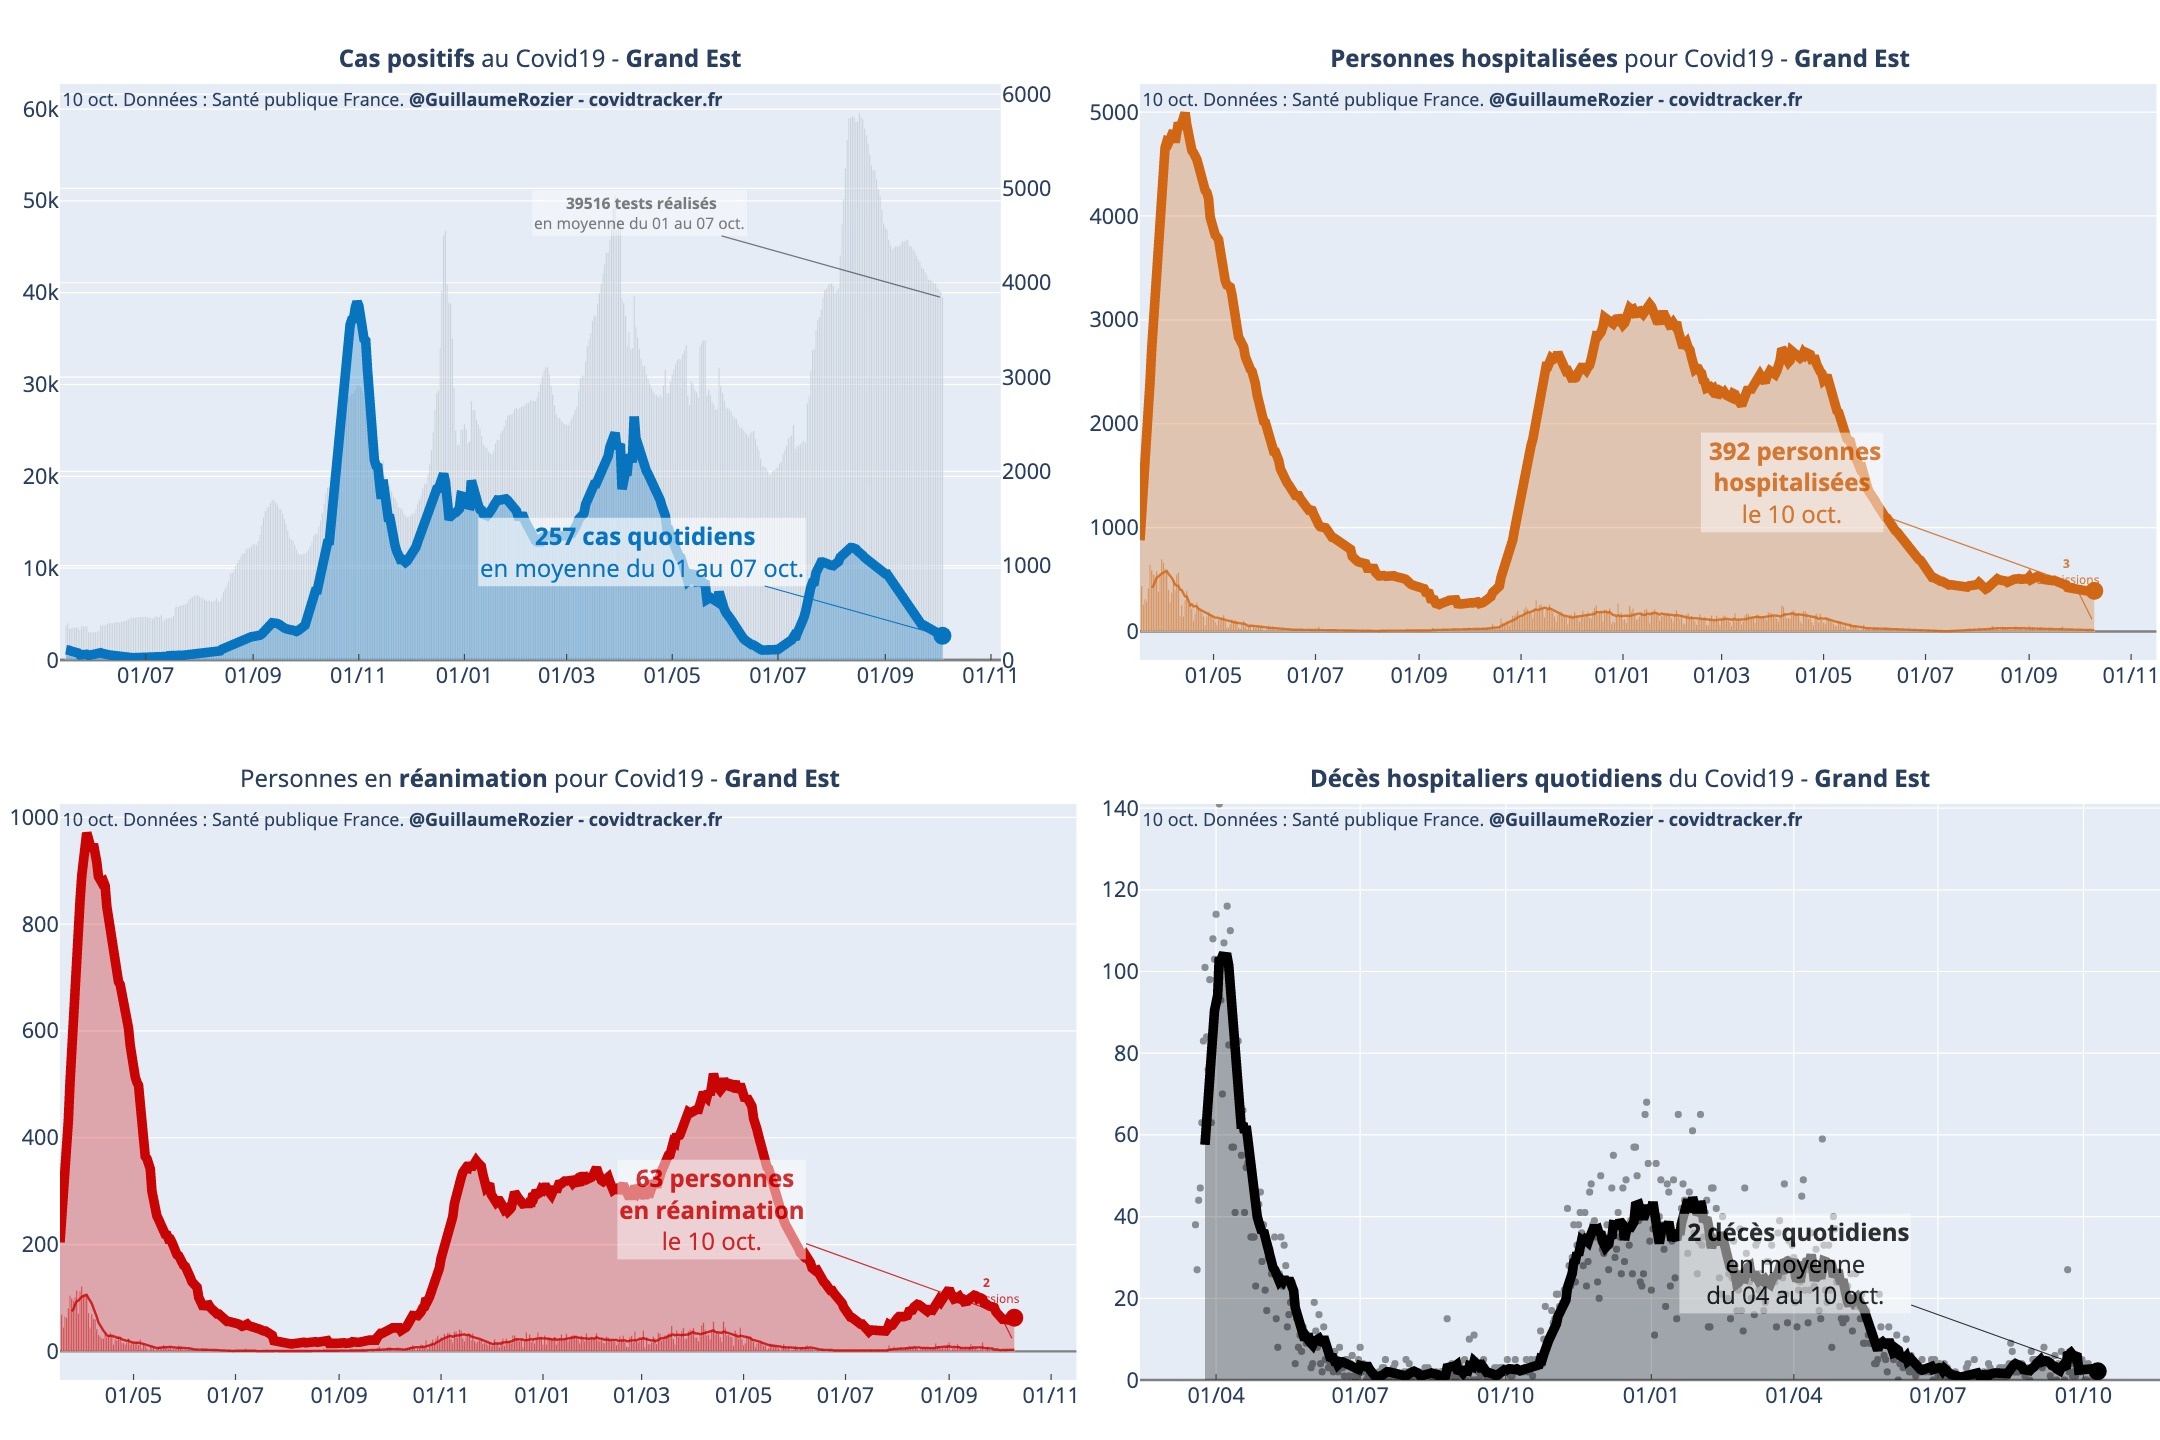 Cas positifs au Covid19 - Grand Est
10 oct. Données : Santé publique France. @GuillaumeRozier - covidtracker.fr
60k
50k
40k
30k
20k
10k
0
6000
5000
4000
3000
2000
1000
0
39516 tests réalisés
en moyenne du 01 au 07 oct.
257 cas quotidiens
en moyenne du 01 au 07 oct.
01/07 01/09 01/11 01/01 01/03 01/05 01/07 01/09 01/11
Personnes hospitalisées pour Covid19 - Grand Est
10 oct. Données : Santé publique France. @GuillaumeRozier - covidtracker.fr
5000
4000
3000
2000
1000
0
392 personnes
hospitalisées
le 10 oct.
3
01/05 01/07 01/09 01/11 01/01 01/03 01/05 01/07 01/09 01/11
Personnes en réanimation pour Covid19 - Grand Est
10 oct. Données : Santé publique France. @GuillaumeRozier - covidtracker.fr
1000
800
600
400
200
0
63 personnes
en réanimation
le 10 oct.
2
01/05 01/07 01/09 01/11 01/01 01/03 01/05 01/07 01/09 01/11
Décès hospitaliers quotidiens du Covid19 - Grand Est
10 oct. Données : Santé publique France. @GuillaumeRozier - covidtracker.fr
140
120
100
80
60
40
20
0
2 décès quotidiens
en moyenne
du 04 au 10 oct.
01/04 01/07 01/10 01/01 01/04 01/07 01/10